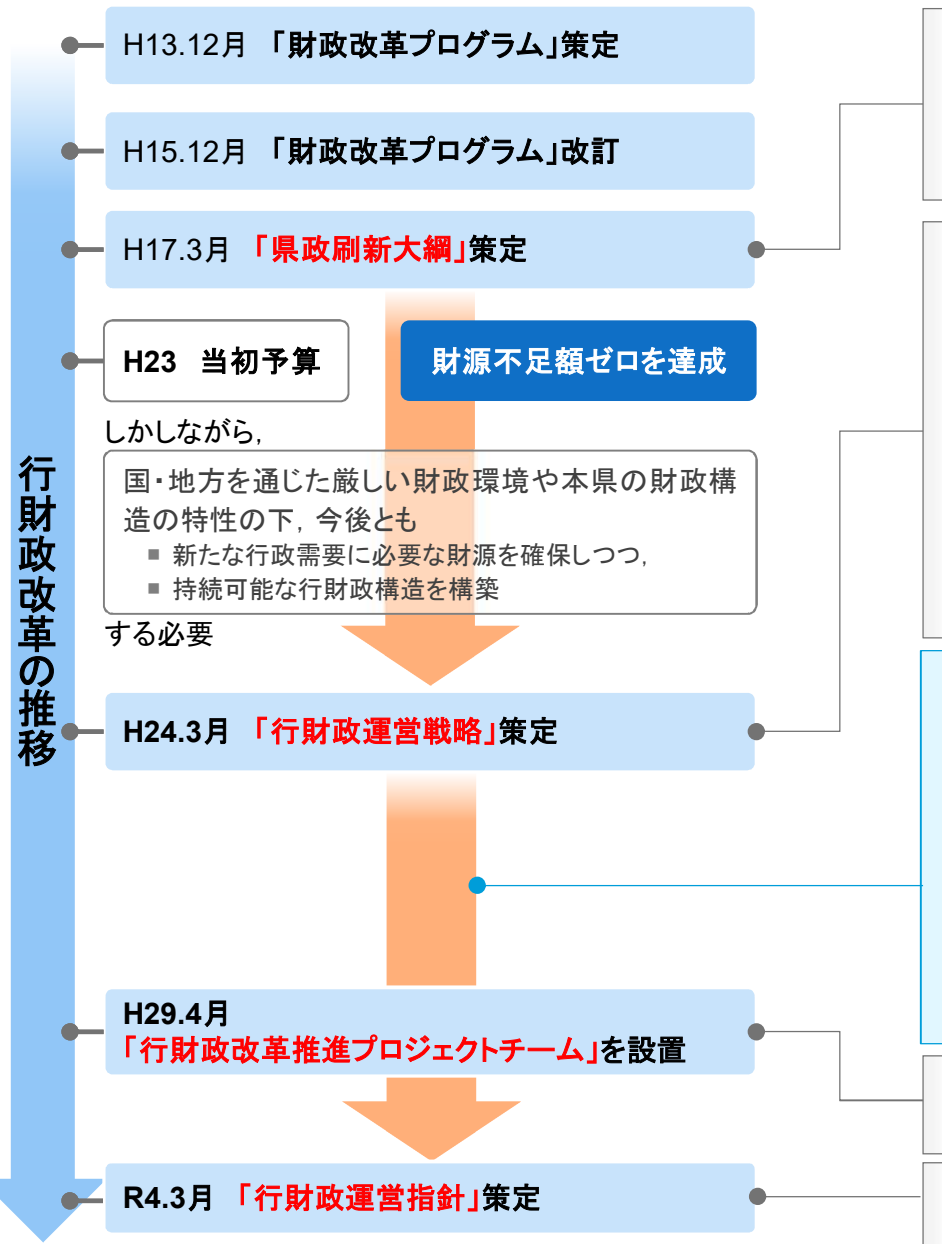 行財政改革の推移
H13.12月 「財政改革プログラム」策定
H15.12月 「財政改革プログラム」改訂
H17.3月 「県政刷新大綱」策定
H23 当初予算
財源不足額ゼロを達成
しかしながら,
国・地方を通じた厳しい財政環境や本県の財政構
造の特性の下, 今後とも
■ 新たな行政需要に必要な財源を確保しつつ,
■ 持続可能な行財政構造を構築
する必要
H24.3月 「行財政運営戦略」策定
H29.4月
「行財政改革推進プロジェクトチーム」を設置
R4.3月 「行財政運営指針」策定